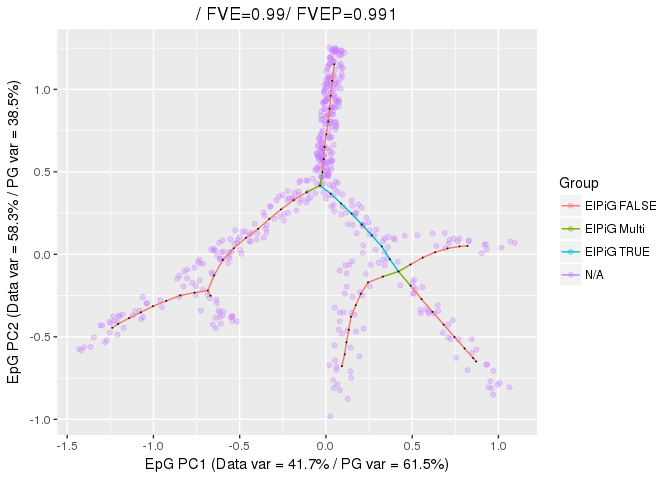 / FVE=0.99/ FVEP=0.991
EpG PC2 (Data var = 58.3% / PG var = 38.5%)
1.0
0.5
0.0
-0.5
-1.0
-1.5
-1.0
-0.5
0.0
0.5
1.0
EpG PC1 (Data var = 41.7% / PG var = 61.5%)
Group
ElPiG FALSE
ElPiG Multi
ElPiG TRUE
N/A